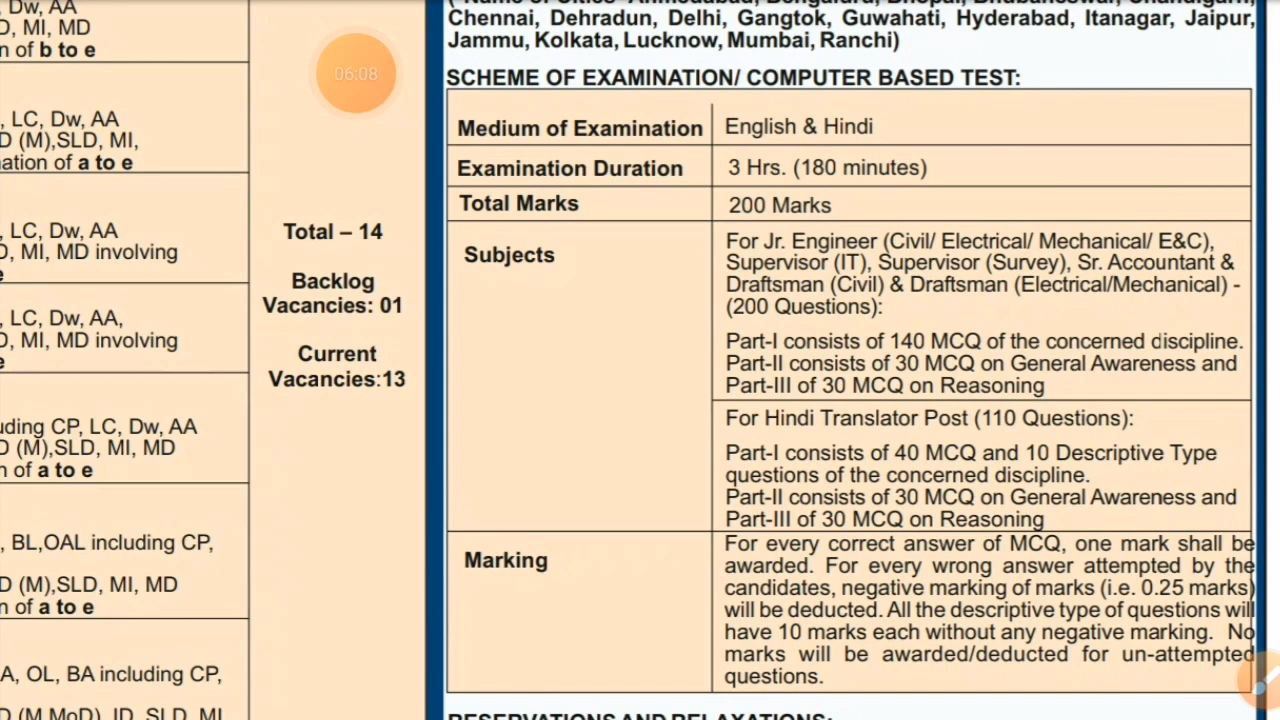 Dw, AA
D, MI, MD
n of b to e
, LC, Dw, AA
D (M),SLD, MI,
nation of a to e
, LC, Dw, AA
D, MI, MD involving
e
, LC, Dw, AA,
D, MI, MD involving
e
uding CP, LC, Dw, AA
D (M),SLD, MI, MD
n of a to e
, BL,OAL including CP,
D (M),SLD, MI, MD
n of a to e
A, OL, BA including CP,
06:08
Total – 14
Backlog
Vacancies: 01
Current
Vacancies:13
Chennai, Dehradun, Delhi, Gangtok, Guwahati, Hyderabad, Itanagar, Jaipur,
Jammu, Kolkata, Lucknow, Mumbai, Ranchi)
SCHEME OF EXAMINATION/ COMPUTER BASED TEST:
Medium of Examination
English & Hindi
Examination Duration
3 Hrs. (180 minutes)
Total Marks
200 Marks
Subjects
For Jr. Engineer (Civil/ Electrical/ Mechanical/ E&C),
Supervisor (IT), Supervisor (Survey), Sr. Accountant &
Draftsman (Civil) & Draftsman (Electrical/Mechanical) -
(200 Questions):
Part-I consists of 140 MCQ of the concerned discipline.
Part-II consists of 30 MCQ on General Awareness and
Part-III of 30 MCQ on Reasoning
For Hindi Translator Post (110 Questions):
Part-I consists of 40 MCQ and 10 Descriptive Type
questions of the concerned discipline.
Part-II consists of 30 MCQ on General Awareness and
Part-III of 30 MCQ on Reasoning
Marking
For every correct answer of MCQ, one mark shall be
awarded. For every wrong answer attempted by the
candidates, negative marking of marks (i.e. 0.25 marks)
will be deducted. All the descriptive type of questions will
have 10 marks each without any negative marking. No
marks will be awarded/deducted for un-attempted
questions.
RESERVATIONS AND RELAXATIONS: